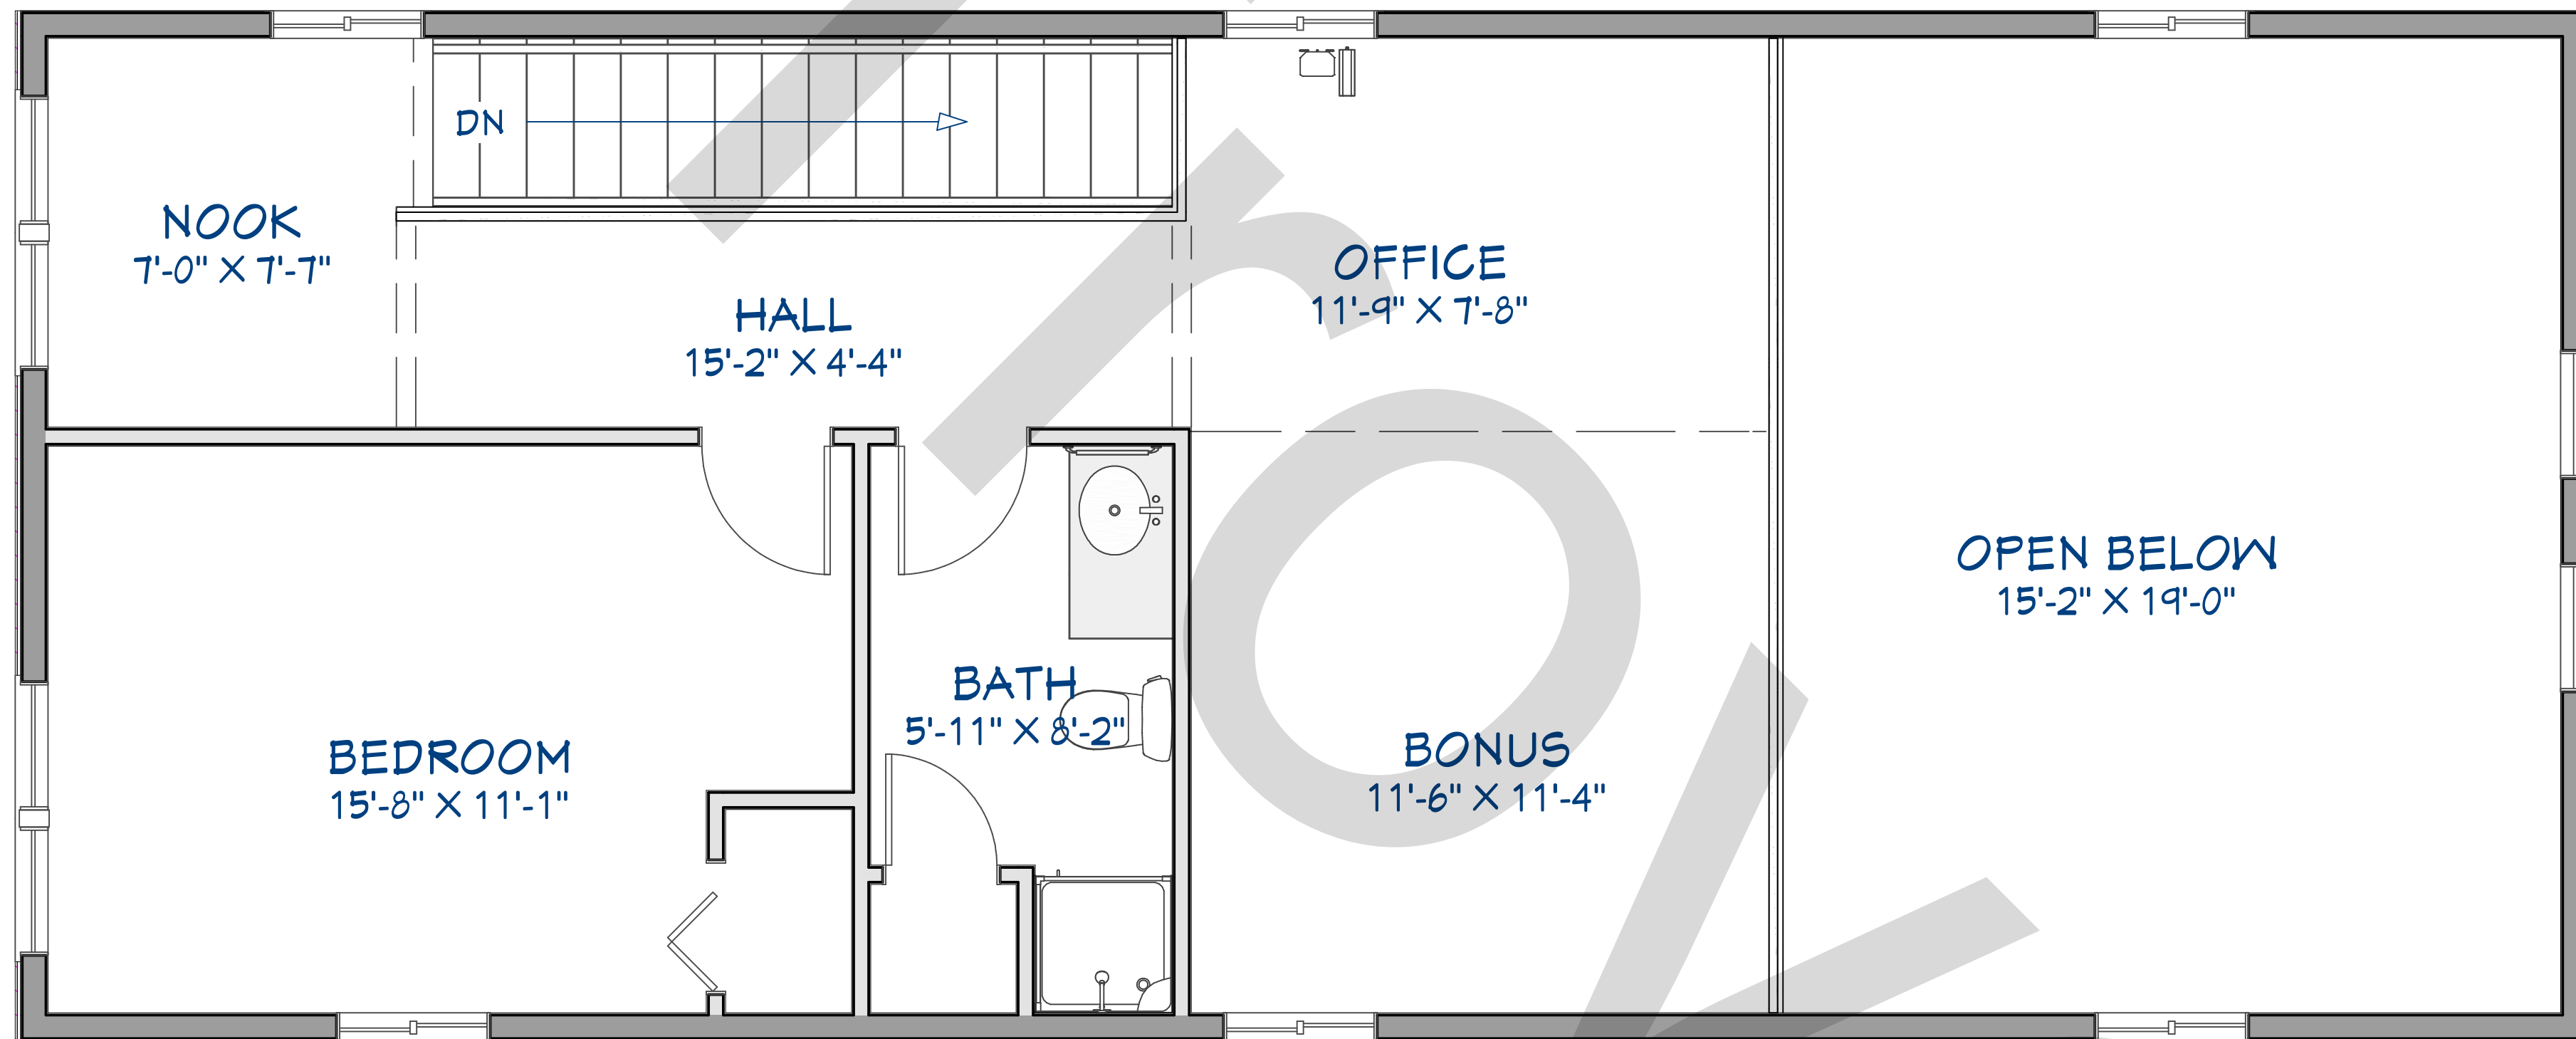 DN
NOOK
7'-0" X 7'-7"
OFFICE
11'-9" X 7'-8"
HALL
15'-2" X 4'-4"
OPEN BELOW
15'-2" X 19'-0"
BATH
5'-11" X 8'-2"
BEDROOM
15'-8" X 11'-1"
BONUS
11'-6" X 11'-4"